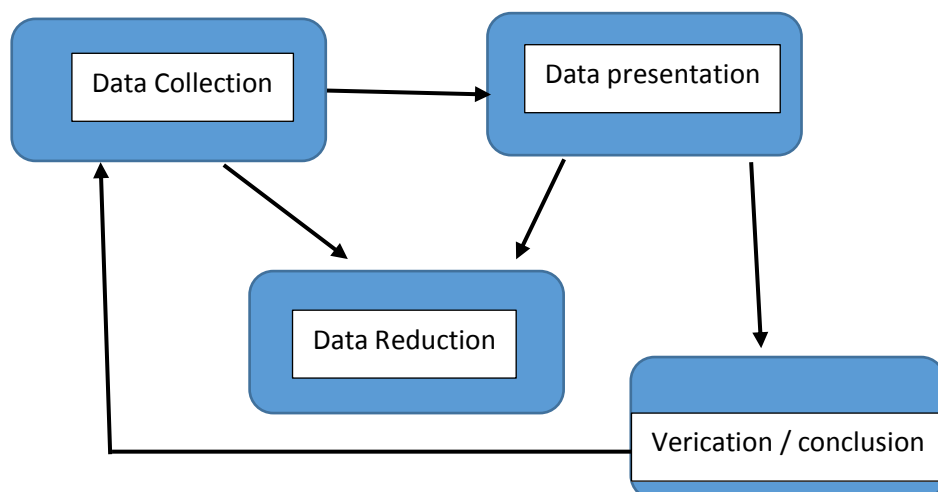 Data Collection
Data presentation
Data Reduction
Verication / conclusion